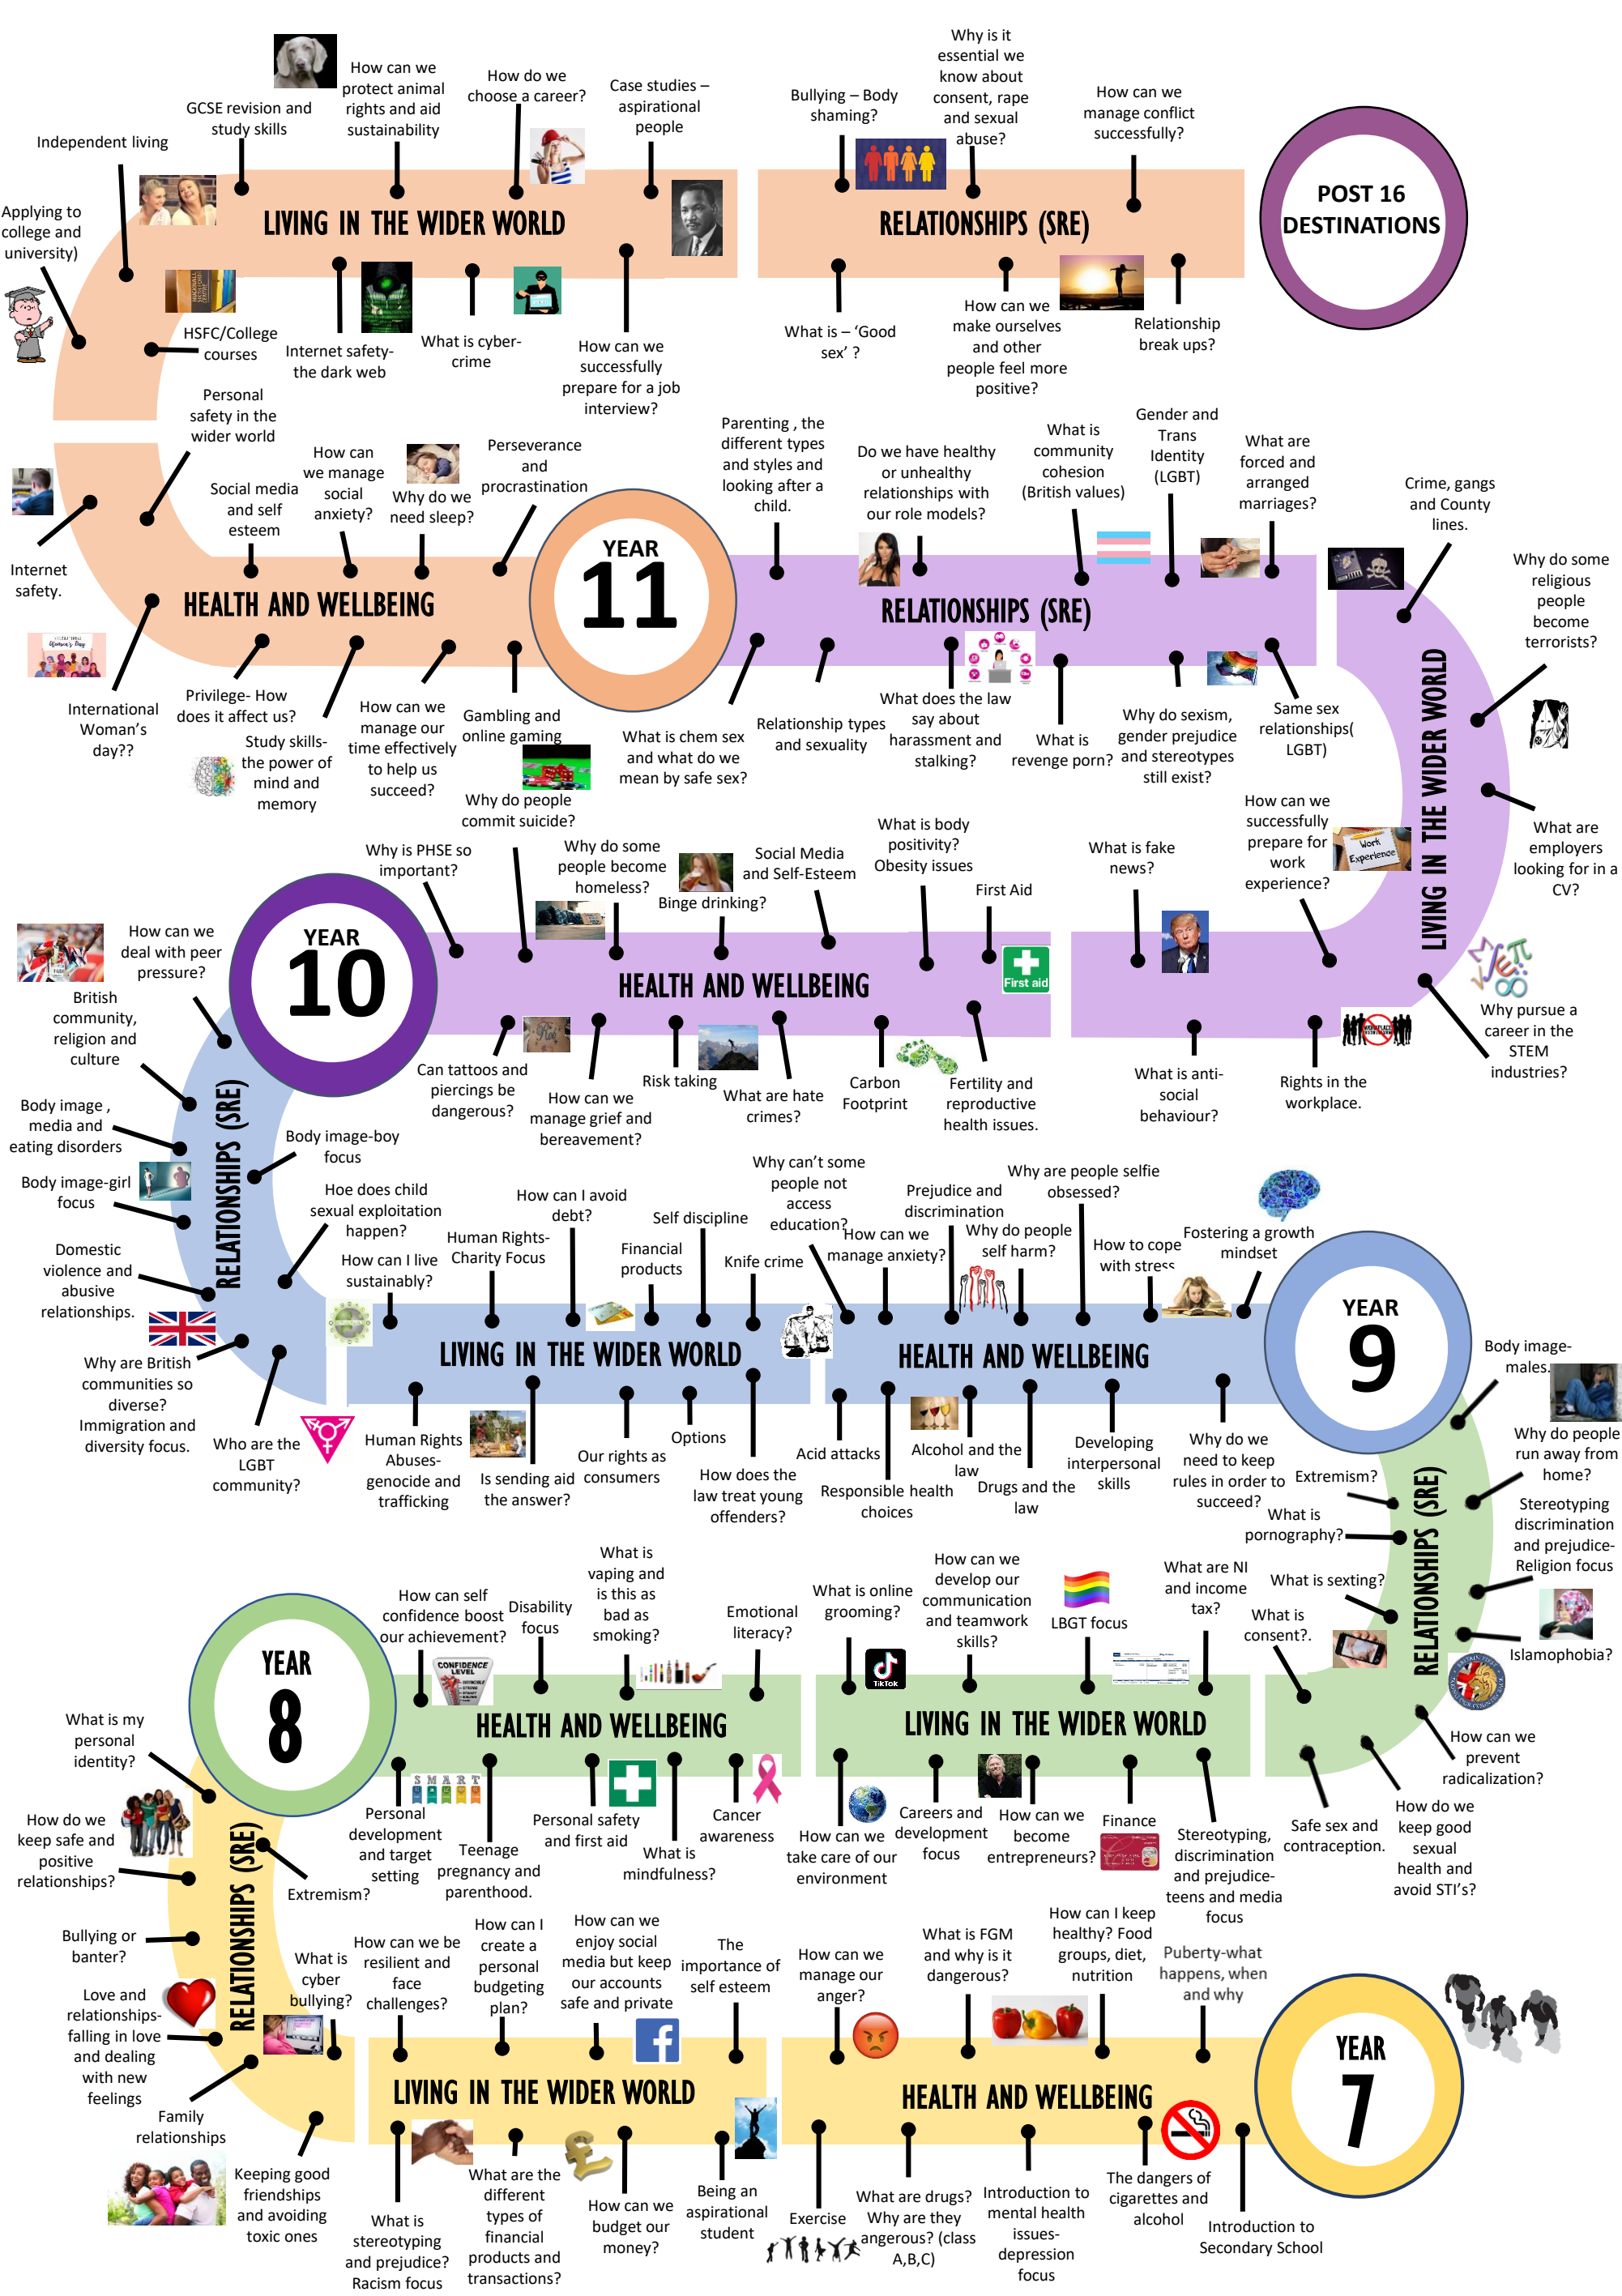 Why is it
essential we
know about
consent, rape
and sexual
abuse?
How can we
protect animal
rights and aid
sustainability
How do we
choose a career?
Case studies –
aspirational
people
Bullying – Body
shaming?
How can we
manage conflict
successfully?
GCSE revision and
study skills
Independent living
Applying to
college and
university)
LIVING IN THE WIDER WORLD
RELATIONSHIPS (SRE)
POST 16
DESTINATIONS
HSFC/College
courses
Internet safety-
the dark web
What is cyber-
crime
How can we
successfully
prepare for a job
interview?
What is – ‘Good
sex’ ?
How can we
make ourselves
and other
people feel more
positive?
Relationship
break ups?
Personal
safety in the
wider world
Social media
and self
esteem
How can
we manage
social
anxiety?
Why do we
need sleep?
Perseverance
and
procrastination
Internet
safety.
HEALTH AND WELLBEING
YEAR
11
International
Woman’s
day??
Privilege- How
does it affect us?
Study skills-
the power of
mind and
memory
How can we
manage our
time effectively
to help us
succeed?
Gambling and
online gaming
Parenting , the
different types
and styles and
looking after a
child.
Do we have healthy
or unhealthy
relationships with
our role models?
What is
community
cohesion
(British values)
Gender and
Trans
Identity
(LGBT)
What are
forced and
arranged
marriages?
RELATIONSHIPS (SRE)
What is chem sex
and what do we
mean by safe sex?
Relationship types
and sexuality
What does the law
say about
harassment and
stalking?
What is
revenge porn?
Why do sexism,
gender prejudice
and stereotypes
still exist?
Same sex
relationships(
LGBT)
Crime, gangs
and County
lines.
Why do some
religious
people
become
terrorists?
LIVING IN THE WIDER WORLD
What are
employers
looking for in a
CV?
Why pursue a
career in the
STEM
industries?
How can we
successfully
prepare for
work
experience?
Work
Experience
What is fake
news?
What is anti-
social
behaviour?
Rights in the
workplace.
Why is PHSE so
important?
Why do people
commit suicide?
Why do some
people become
homeless?
Binge drinking?
Social Media
and Self-Esteem
What is body
positivity?
Obesity issues
First Aid
First aid
YEAR
10
HEALTH AND WELLBEING
Can tattoos and
piercings be
dangerous?
How can we
manage grief and
bereavement?
Risk taking
What are hate
crimes?
Carbon
Footprint
Fertility and
reproductive
health issues.
How can we
deal with peer
pressure?
British
community,
religion and
culture
Body image ,
media and
eating disorders
Body image-girl
focus
Domestic
violence and
abusive
relationships.
Why are British
communities so
diverse?
Immigration and
diversity focus.
Who are the
LGBT
community?
RELATIONSHIPS (SRE)
Body image-boy
focus
Hoe does child
sexual exploitation
happen?
How can I live
sustainably?
Human Rights-
Charity Focus
How can I avoid
debt?
Financial
products
Self discipline
Knife crime
LIVING IN THE WIDER WORLD
Human Rights
Abuses-
genocide and
trafficking
Is sending aid
the answer?
Our rights as
consumers
Options
How does the
law treat young
offenders?
Why can’t some
people not
access
education?
How can we
manage anxiety?
Prejudice and
discrimination
Why do people
self harm?
Why are people selfie
obsessed?
How to cope
with stress
Fostering a growth
mindset
HEALTH AND WELLBEING
Acid attacks
Responsible health
choices
Alcohol and the
law
Drugs and the
law
Developing
interpersonal
skills
Why do we
need to keep
rules in order to
succeed?
YEAR
9
Body image-
males.
Why do people
run away from
home?
Stereotyping
discrimination
and prejudice-
Religion focus
Islamophobia?
How can we
prevent
radicalization?
How do we
keep good
sexual
health and
avoid STI’s?
Safe sex and
contraception.
RELATIONSHIPS (SRE)
Extremism?
What is
pornography?
What is sexting?
What is
consent?.
How can self
confidence boost
our achievement?
CONFIDENCE
LEVEL
Disability
focus
What is
vaping and
is this as
bad as
smoking?
Emotional
literacy?
YEAR
8
HEALTH AND WELLBEING
SMART
Personal
development
and target
setting
Teenage
pregnancy and
parenthood.
Personal safety
and first aid
What is
mindfulness?
Cancer
awareness
What is online
grooming?
TikTok
How can we
develop our
communication
and teamwork
skills?
LBGT focus
What are NI
and income
tax?
LIVING IN THE WIDER WORLD
How can we
take care of our
environment
Careers and
development
focus
How can we
become
entrepreneurs?
Finance
Stereotyping,
discrimination
and prejudice-
teens and media
focus
What is my
personal
identity?
How do we
keep safe and
positive
relationships?
Bullying or
banter?
Love and
relationships-
falling in love
and dealing
with new
feelings
Family
relationships
Keeping good
friendships
and avoiding
toxic ones
RELATIONSHIPS (SRE)
Extremism?
What is
cyber
bullying?
How can we be
resilient and
face
challenges?
How can I
create a
personal
budgeting
plan?
How can we
enjoy social
media but keep
our accounts
safe and private
The
importance of
self esteem
LIVING IN THE WIDER WORLD
What is
stereotyping
and prejudice?
Racism focus
What are the
different
types of
financial
products and
transactions?
How can we
budget our
money?
Being an
aspirational
student
How can we
manage our
anger?
What is FGM
and why is it
dangerous?
How can I keep
healthy? Food
groups, diet,
nutrition
Puberty-what
happens, when
and why
HEALTH AND WELLBEING
Exercise
What are drugs?
Why are they
angerous? (class
A,B,C)
Introduction to
mental health
issues-
depression
focus
The dangers of
cigarettes and
alcohol
Introduction to
Secondary School
YEAR
7